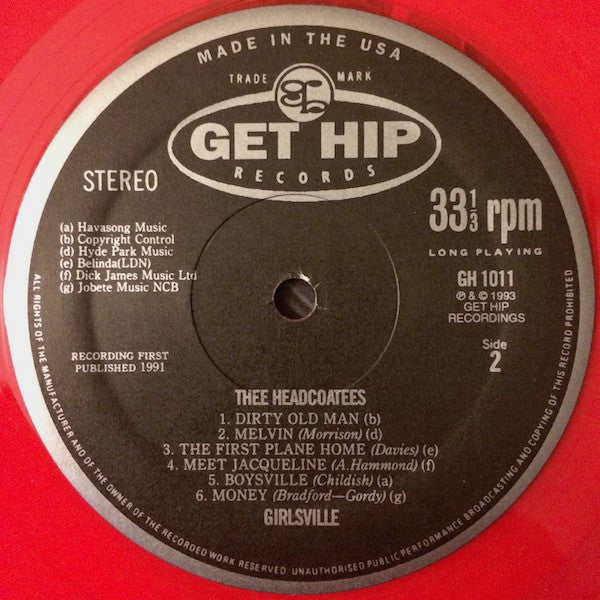 MADE IN THE USA
TRADE MARK
GET HIP
RECORDS
STEREO
33 1/3 rpm
LONG PLAYING
(a) Havasong Music
(b) Copyright Control
(d) Hyde Park Music
(e) Belinda(LDN)
(f) Dick James Music Ltd
(g) Jobete Music NCB
GH 1011
℗ & © 1993
GET HIP
RECORDINGS
RECORDING FIRST
PUBLISHED 1991
Side
2
THEE HEADCOATEES
1. DIRTY OLD MAN (b)
2. MELVIN (Morrison) (d)
3. THE FIRST PLANE HOME (Davies) (e)
4. MEET JACQUELINE (A.Hammond) (f)
5. BOYSVILLE (Childish) (a)
6. MONEY (Bradford—Gordy) (g)
GIRLSVILLE
ALL RIGHTS OF THE MANUFACTURER AND OF THE OWNER OF THE RECORDED WORK RESERVED UNAUTHORISED PUBLIC PERFORMANCE BROADCASTING AND COPYING OF THIS RECORD PROHIBITED